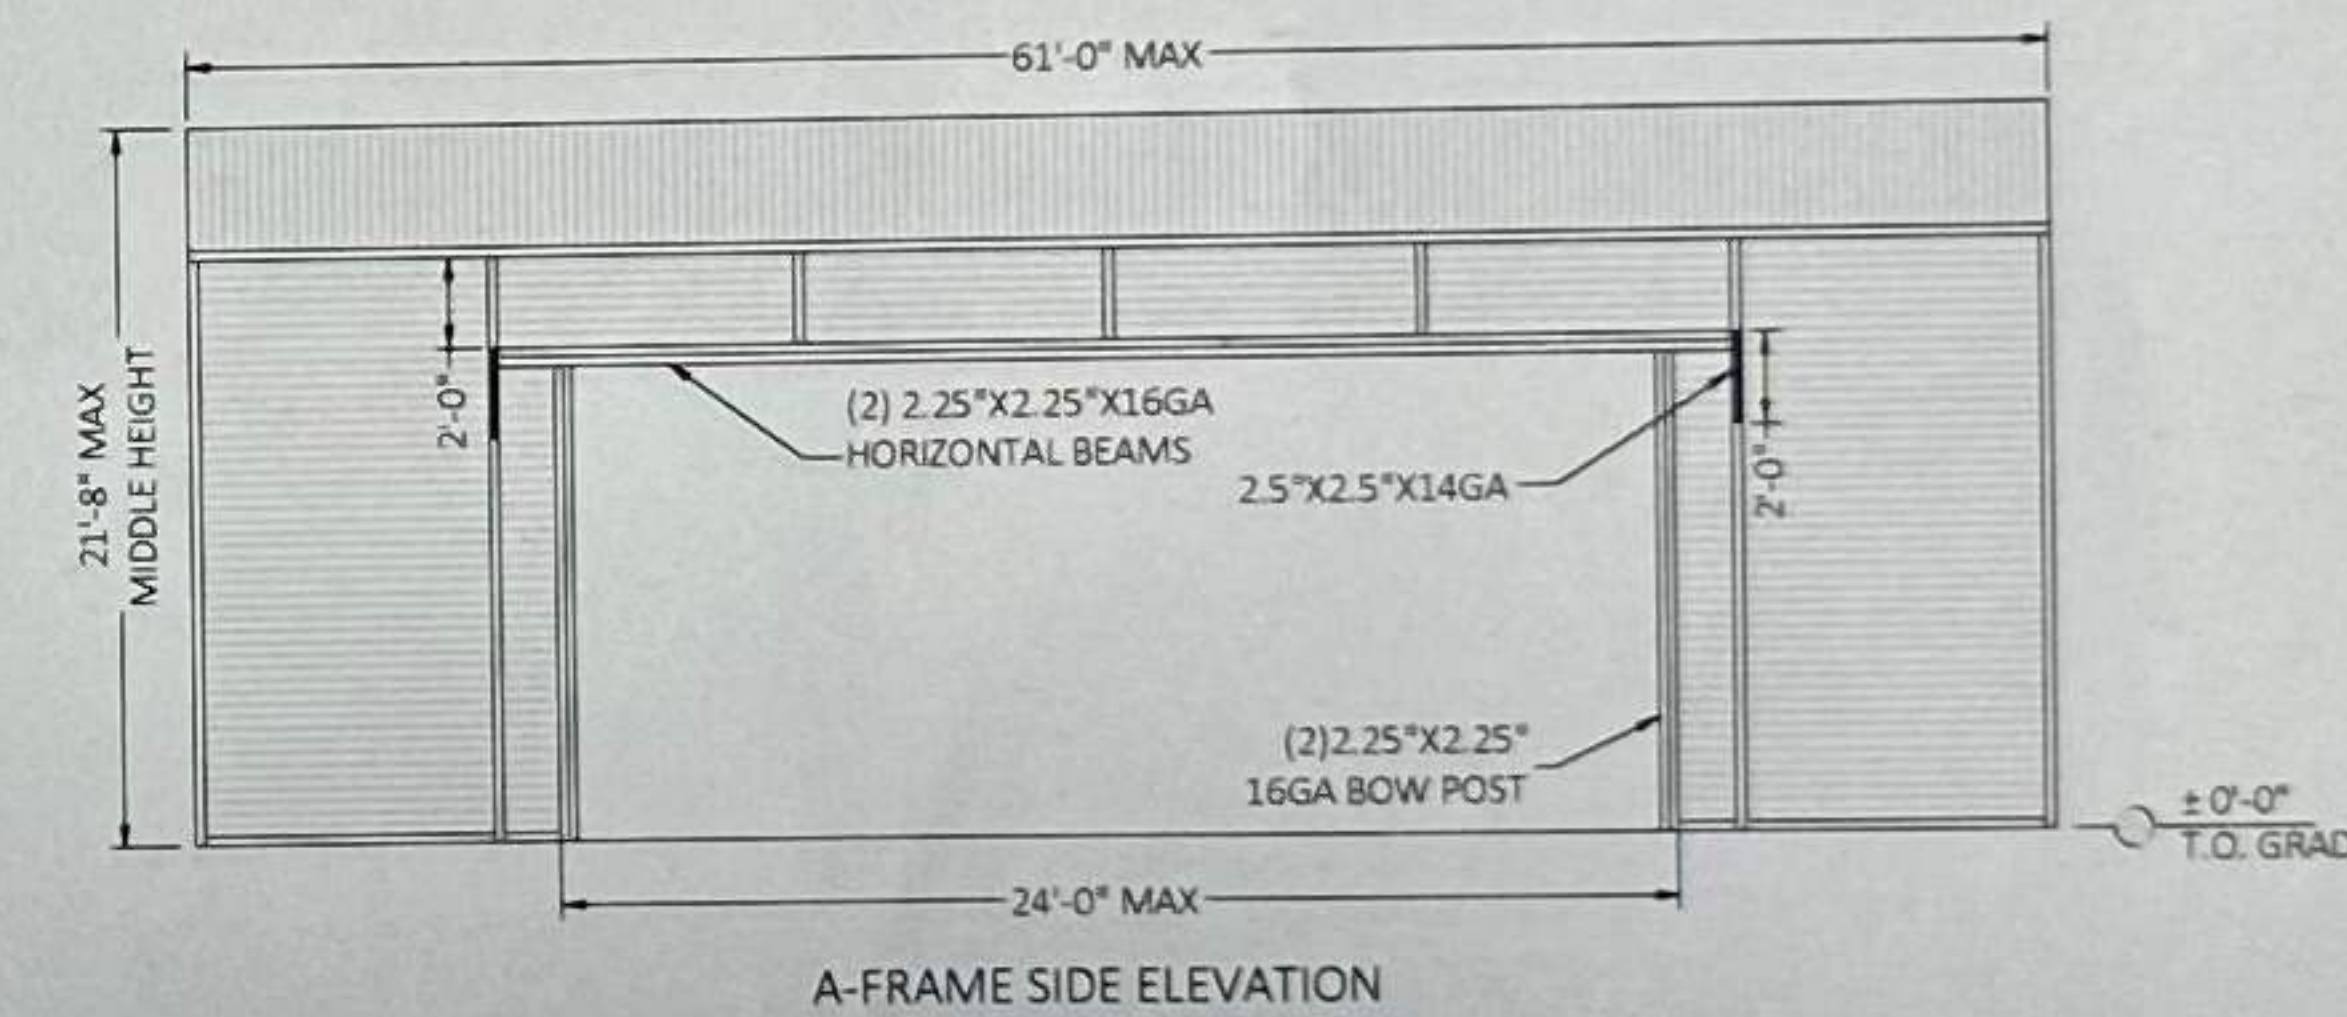 61'-0" MAX
21'-8" MAX
MIDDLE HEIGHT
2'-0"
(2) 2.25"X2.25"X16GA
HORIZONTAL BEAMS
2.5"X2.5"X14GA
2'-0"
(2)2.25"X2.25"
16GA BOW POST
±0'-0"
T.O. GRAD
24'-0" MAX
A-FRAME SIDE ELEVATION